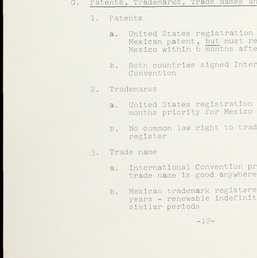 G. Patents, Trademarks, Trade Names an
1. Patents
a. United States registration
Mexican patent, but must re
Mexico within 6 months afte
b. Both countries signed Inter
Convention
2. Trademarks
a. United States registration
months priority for Mexico
b. No common law right to trad
register
3. Trade name
a. International Convention pr
trade name is good anywhere
b. Mexican trademark registere
years - renewable indefinit
similar periods
-12-